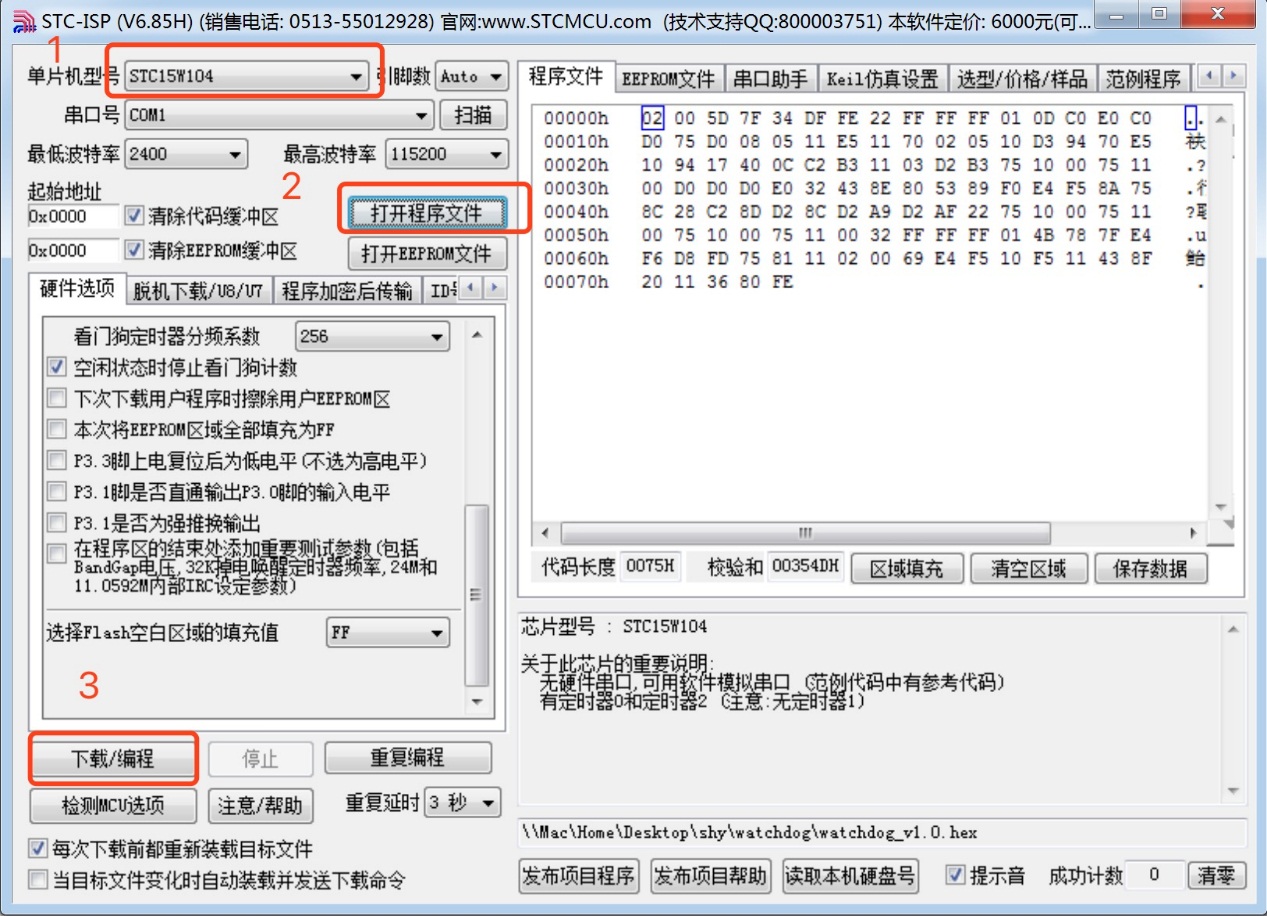 STC-ISP (V6.85H) (销售电话: 0513-55012928) 官网:www.STCMCU.com (技术支持QQ:800003751) 本软件定价: 6000元(可...
1
单片机型号 STC15W104 引脚数 Auto
串口号 COM1 扫描
最低波特率 2400 最高波特率 115200
2
起始地址
0x0000 清除代码缓冲区 打开程序文件
0x0000 清除EEPROM缓冲区 打开EEPROM文件
硬件选项 脱机下载/U8/U7 程序加密后传输 ID号
看门狗定时器分频系数 256
空闲状态时停止看门狗计数
下次下载用户程序时擦除用户EEPROM区
本次将EEPROM区域全部填充为FF
P3.3脚上电复位后为低电平(不选为高电平)
P3.1脚是否直通输出P3.0脚的输入电平
P3.1是否为强推挽输出
在程序区的结束处添加重要测试参数(包括
BandGap电压,32K掉电唤醒定时器频率,24M和
11.0592M内部IRC设定参数)
选择Flash空白区域的填充值 FF
3
下载/编程 停止 重复编程
检测MCU选项 注意/帮助 重复延时 3 秒
每次下载前都重新装载目标文件
当目标文件变化时自动装载并发送下载命令
程序文件 EEPROM文件 串口助手 Keil仿真设置 选型/价格/样品 范例程序
00000h 02 00 5D 7F 34 DF FE 22 FF FF FF 01 0D C0 E0 C0 ..
00010h D0 75 D0 08 05 11 E5 11 70 02 05 10 D3 94 70 E5
00020h 10 94 17 40 0C C2 B3 11 03 D2 B3 75 10 00 75 11 .?
00030h 00 D0 D0 D0 E0 32 43 8E 80 53 89 F0 E4 F5 8A 75
00040h 8C 28 C2 8D D2 8C D2 A9 D2 AF 22 75 10 00 75 11
00050h 00 75 10 00 75 11 00 32 FF FF FF 01 4B 78 7F E4 .u
00060h F6 D8 FD 75 81 11 02 00 69 E4 F5 10 F5 11 43 8F
00070h 20 11 36 80 FE .
代码长度 0075H 校验和 00354DH 区域填充 清空区域 保存数据
芯片型号 : STC15W104
关于此芯片的重要说明:
无硬件串口,可用软件模拟串口 (范例代码中有参考代码)
有定时器0和定时器2 (注意:无定时器1)
\\Mac\Home\Desktop\shy\watchdog\watchdog_v1.0.hex
发布项目程序 发布项目帮助 读取本机硬盘号 提示音 成功计数 0 清零